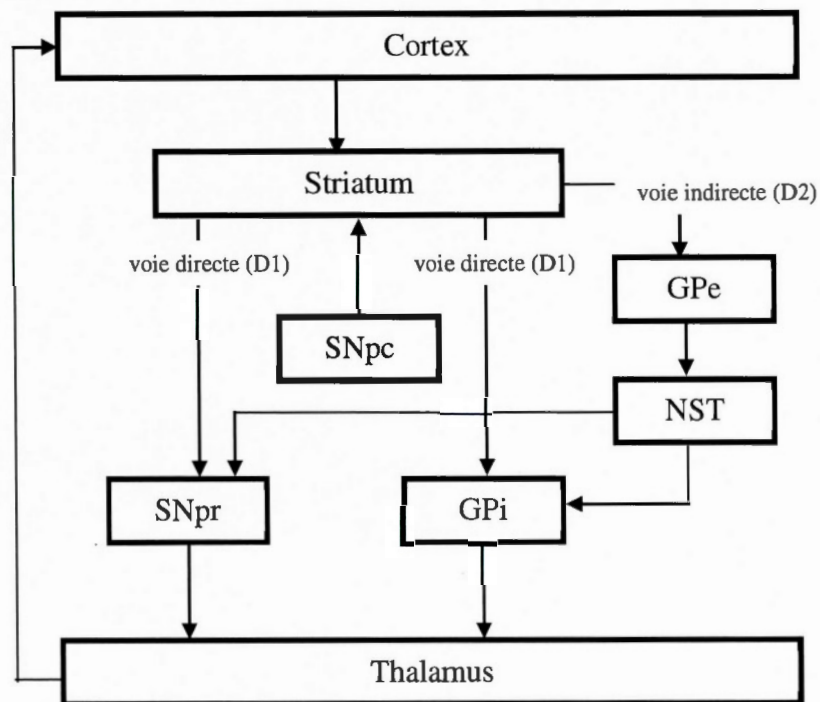 Cortex
Striatum
voie indirecte (D2)
voie directe (D1)
voie directe (D1)
GPe
SNpc
NST
SNpr
GPi
Thalamus